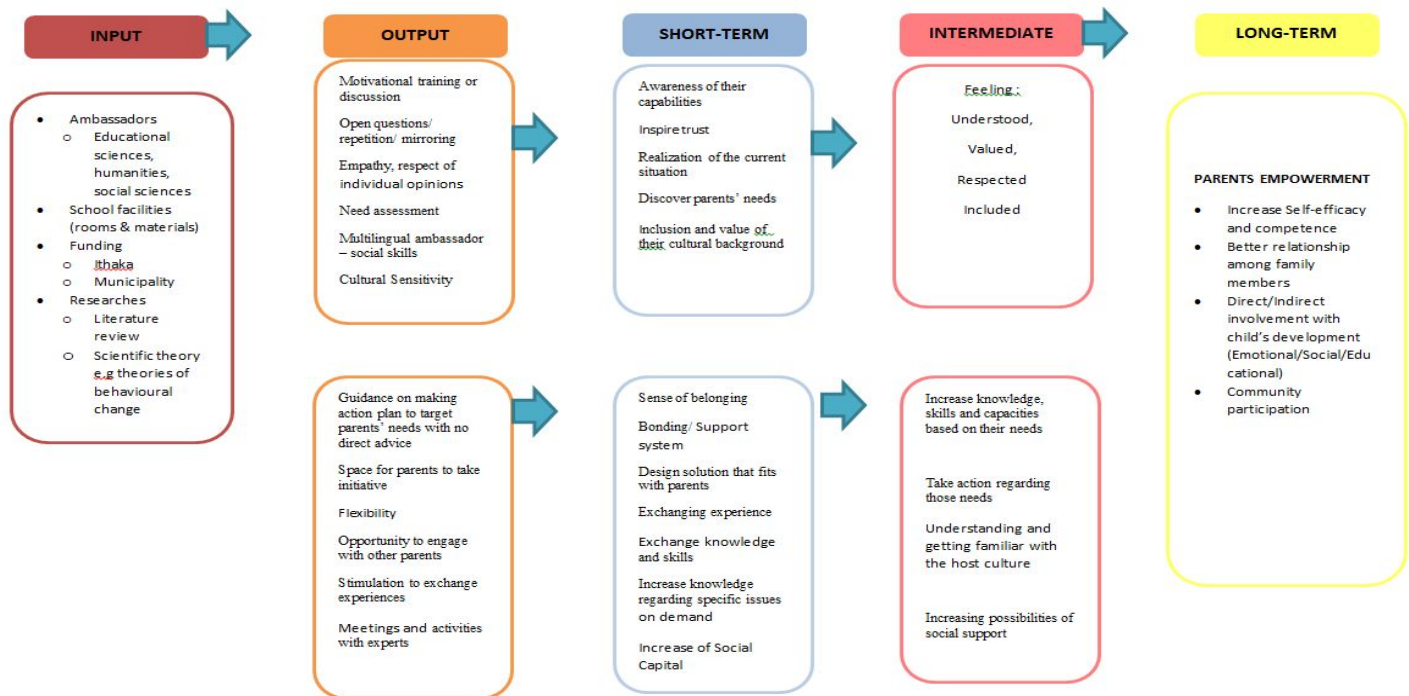 INPUT
OUTPUT
SHORT-TERM
INTERMEDIATE
LONG-TERM
• Ambassadors
o Educational
sciences,
humanities,
social sciences
• School facilities
(rooms & materials)
• Funding
o Ithaka
o Municipality
• Researches
o Literature
review
o Scientific theory
e.g theories of
behavioural
change
Motivational training or
discussion
Open questions/
repetition/ mirroring
Empathy, respect of
individual opinions
Need assessment
Multilingual ambassador
– social skills
Cultural Sensitivity
Guidance on making
action plan to target
parents’ needs with no
direct advice
Space for parents to take
initiative
Flexibility
Opportunity to engage
with other parents
Stimulation to exchange
experiences
Meetings and activities
with experts
Awareness of their
capabilities
Inspire trust
Realization of the current
situation
Discover parents’ needs
Inclusion and value of
their cultural background
Sense of belonging
Bonding/ Support
system
Design solution that fits
with parents
Exchanging experience
Exchange knowledge
and skills
Increase knowledge
regarding specific issues
on demand
Increase of Social
Capital
Feeling :
Understood,
Valued,
Respected
Included
Increase knowledge,
skills and capacities
based on their needs
Take action regarding
those needs
Understanding and
getting familiar with
the host culture
Increasing possibilities of
social support
PARENTS EMPOWERMENT
• Increase Self-efficacy
and competence
• Better relationship
among family
members
• Direct/Indirect
involvement with
child’s development
(Emotional/Social/Edu
cational)
• Community
participation